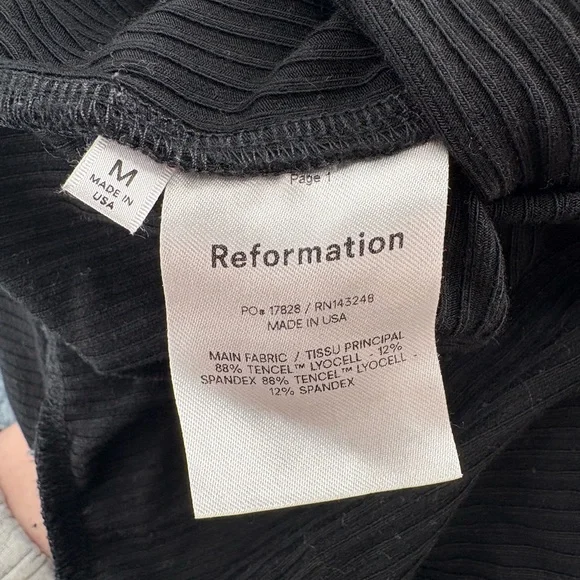 M
MADE IN
USA
Page 1
Reformation
PO# 17828 / RN143248
MADE IN USA
MAIN FABRIC / TISSU PRINCIPAL
88% TENCEL™ LYOCELL - 12%
SPANDEX 88% TENCEL™ LYOCELL -
12% SPANDEX